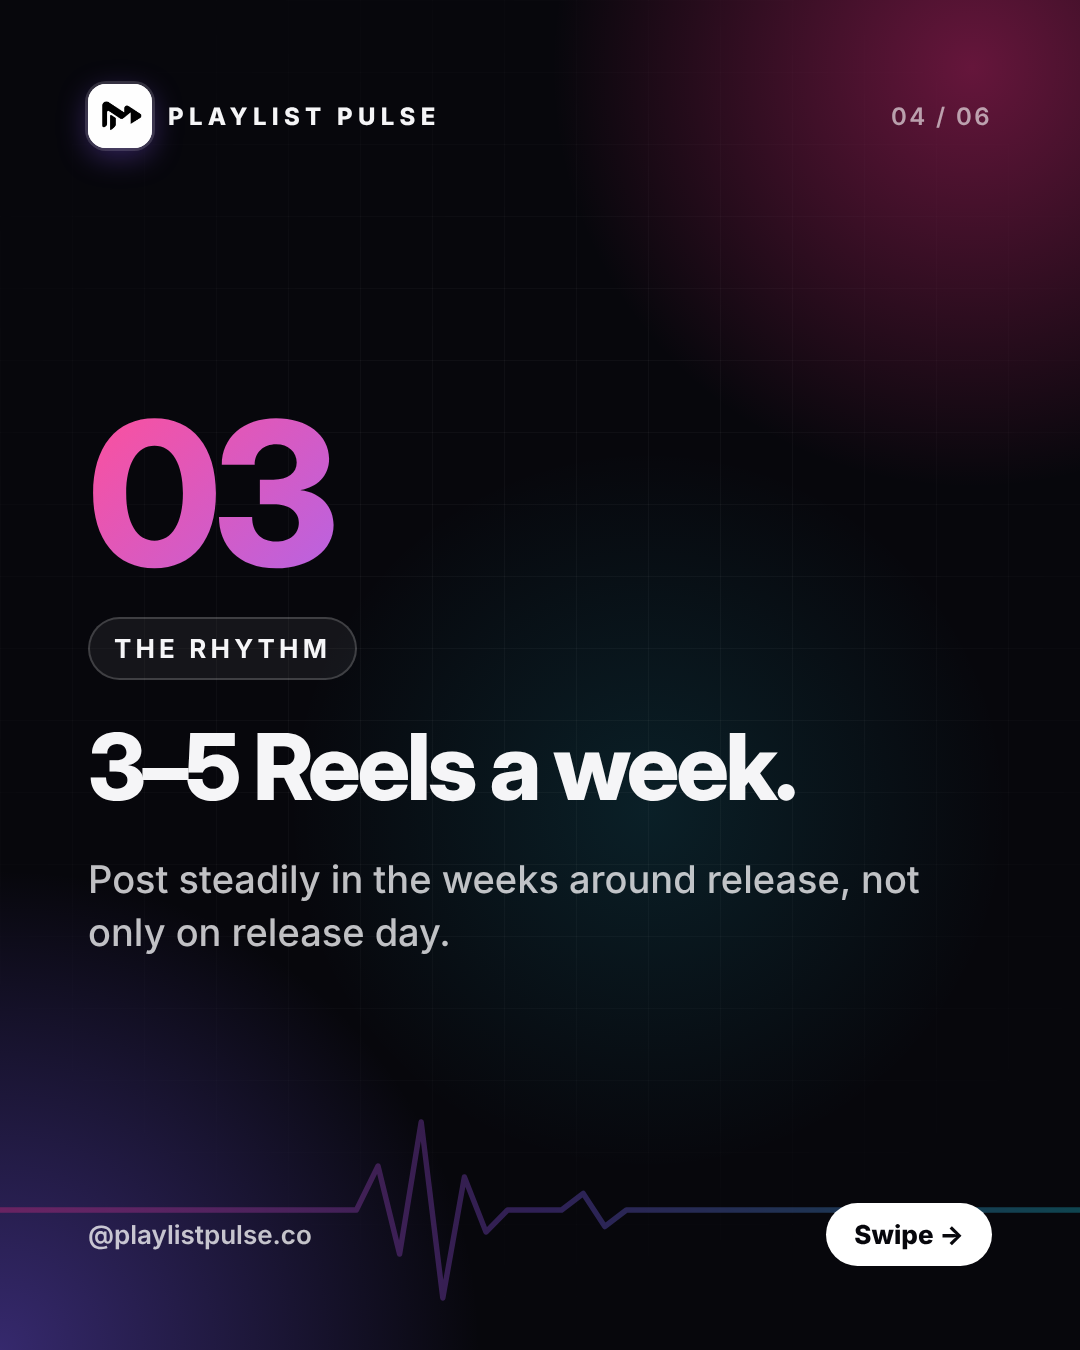 PLAYLIST PULSE
04 / 06
03
THE RHYTHM
3–5 Reels a week.
Post steadily in the weeks around release, not
only on release day.
@playlistpulse.co
Swipe →